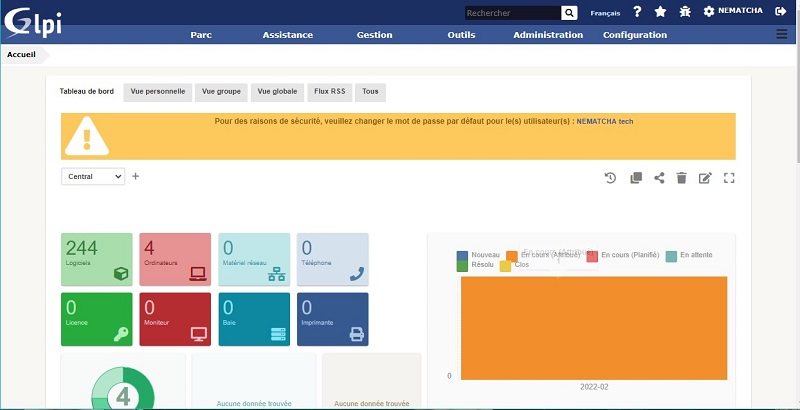 Glpi
Rechercher
Français
?
NEMATCHA
Parc
Assistance
Gestion
Outils
Administration
Configuration
Accueil
Tableau de bord
Vue personnelle
Vue groupe
Vue globale
Flux RSS
Tous
Pour des raisons de sécurité, veuillez changer le mot de passe par défaut pour le(s) utilisateur(s) : NEMATCHA tech
Central
+
244
Logiciels
4
Ordinateurs
0
Matériel réseau
0
Téléphone
0
Licence
0
Moniteur
0
Baie
0
Imprimante
En cours (Attribué)
1
Nouveau
En cours (Attribué)
En cours (Planifié)
En attente
Résolu
Clos
0
2022-02
4
Aucune donnée trouvée
Aucune donnée trouvée